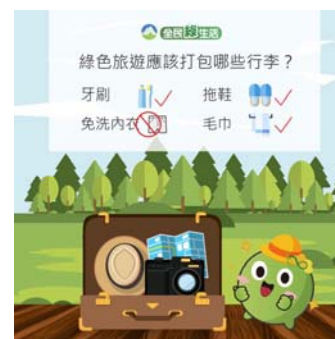 全民綠生活
綠色旅遊應該打包哪些行李？
牙刷 拖鞋
免洗內衣 毛巾